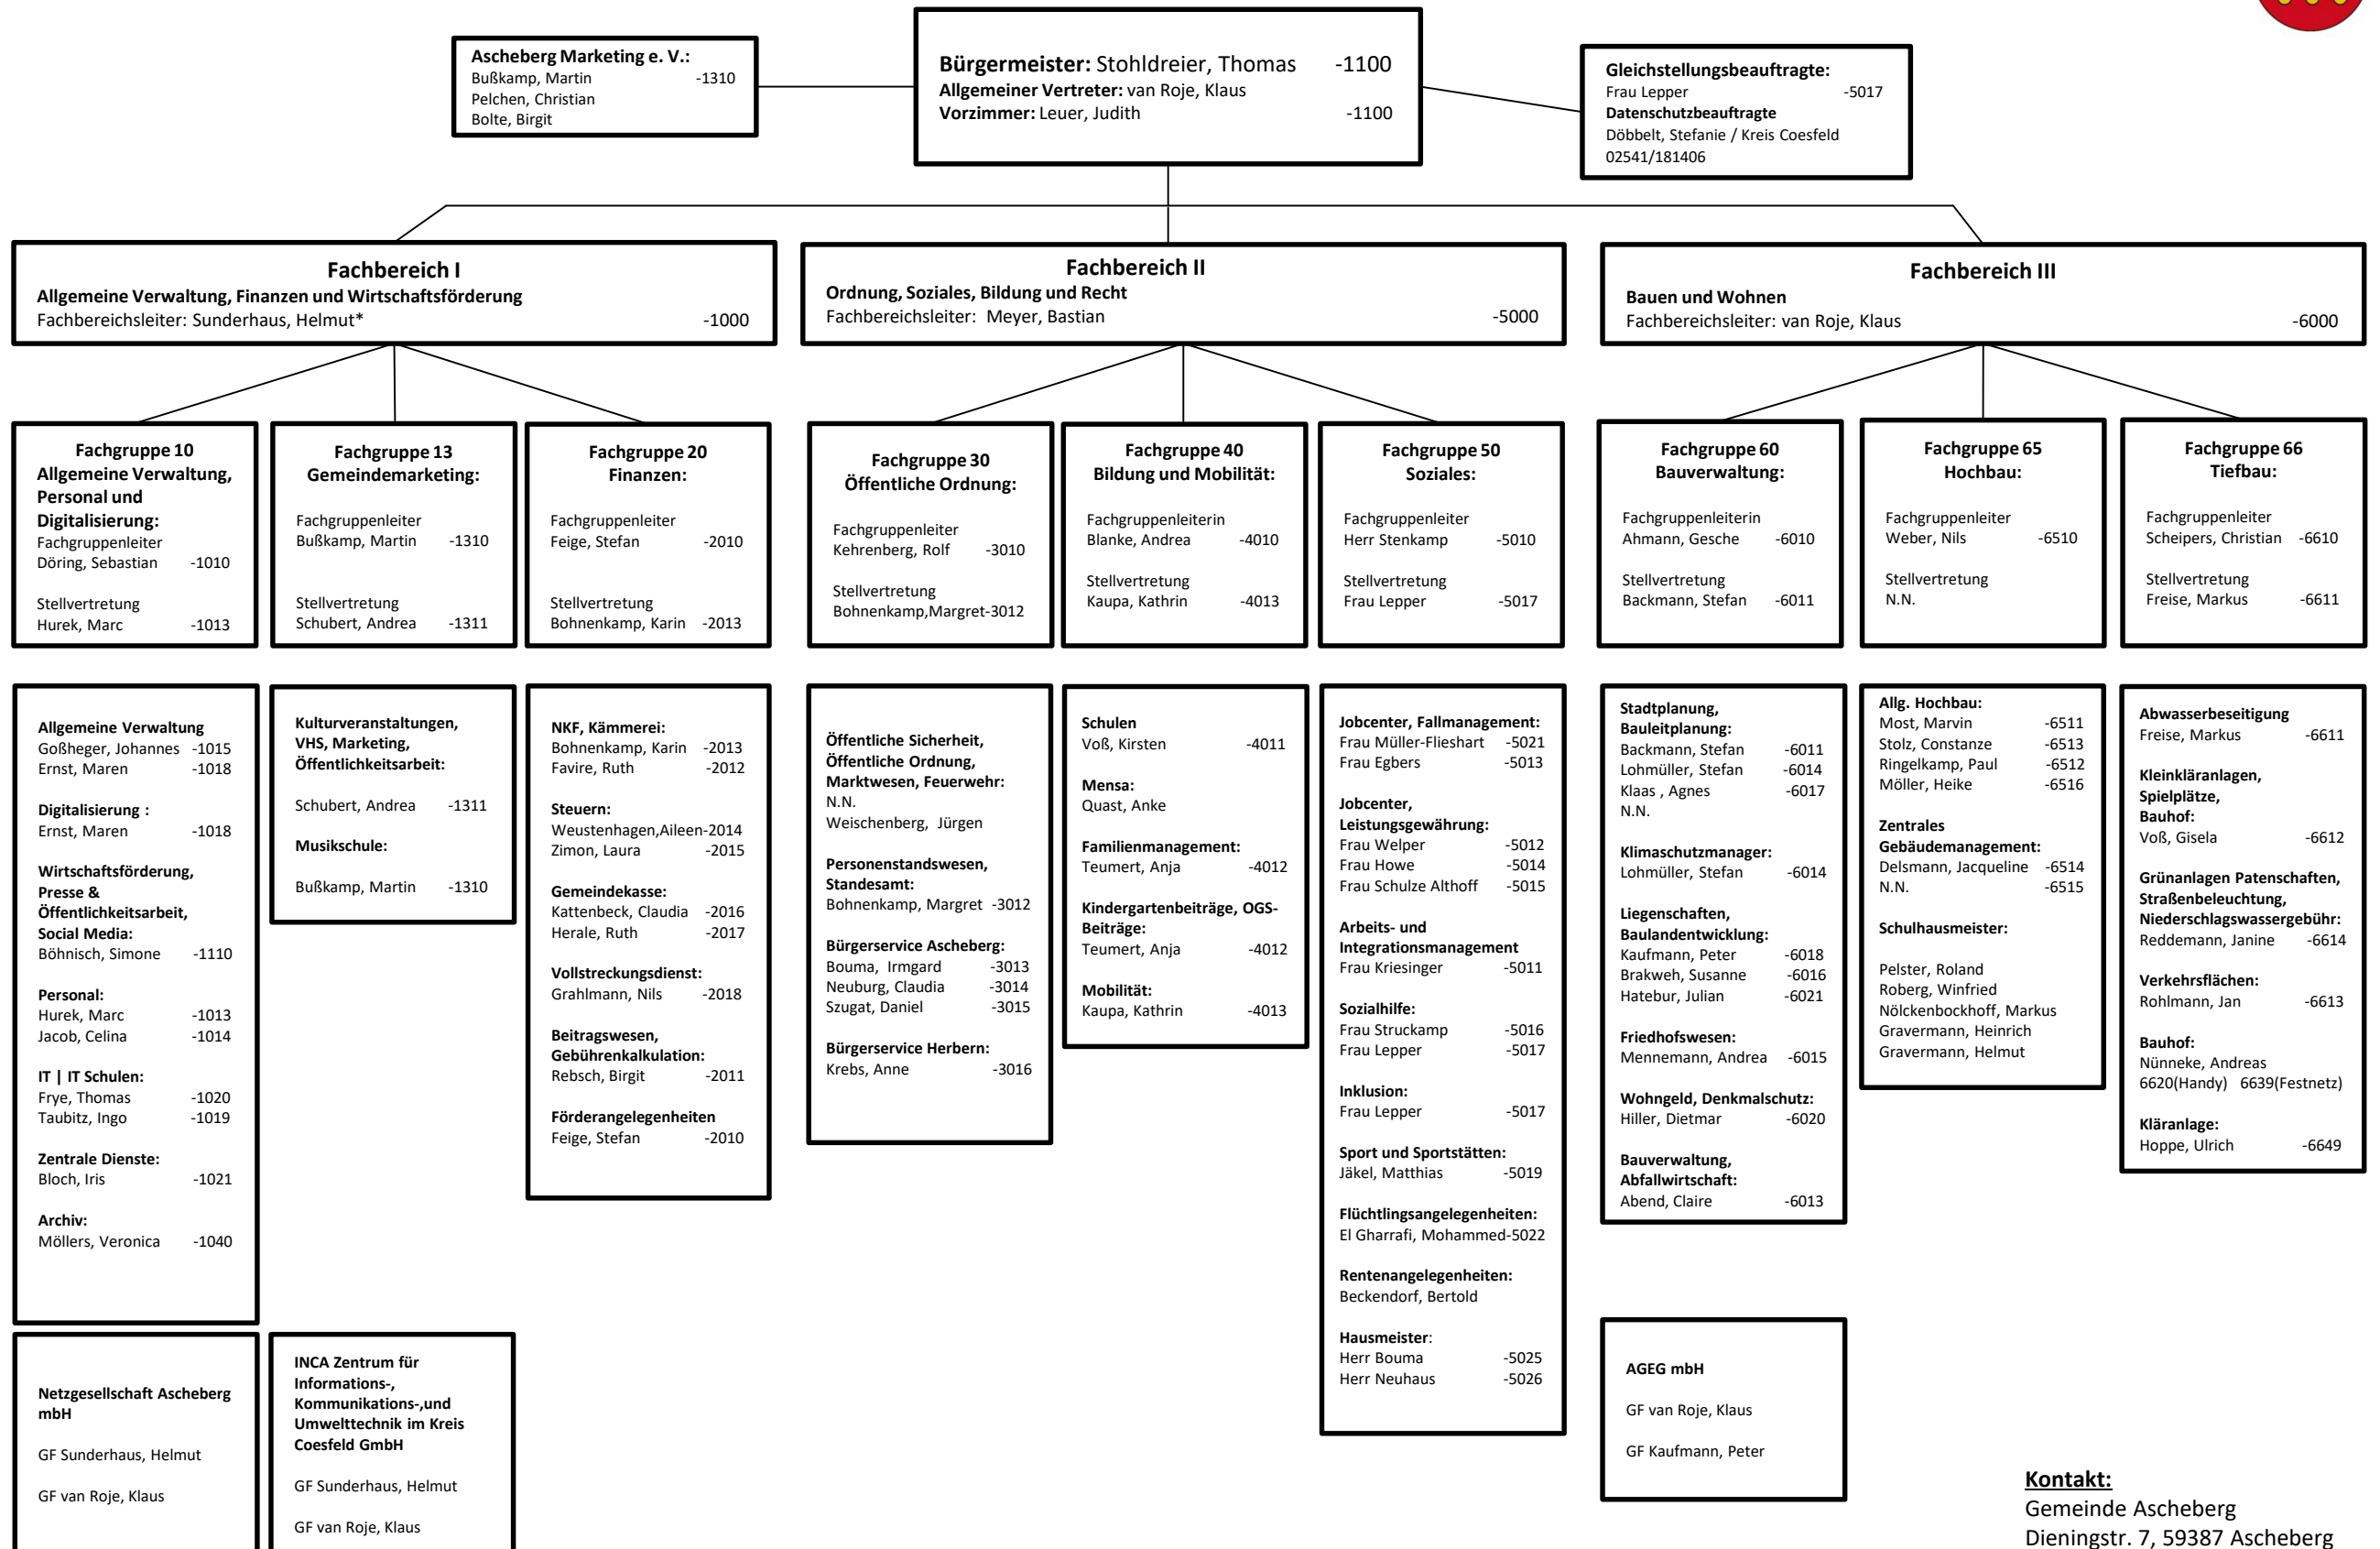 Ascheberg Marketing e. V.:
Bußkamp, Martin -1310
Pelchen, Christian
Bolte, Birgit
Bürgermeister: Stohldreier, Thomas -1100
Allgemeiner Vertreter: van Roje, Klaus
Vorzimmer: Leuer, Judith -1100
Gleichstellungsbeauftragte:
Frau Lepper -5017
Datenschutzbeauftragte
Döbbelt, Stefanie / Kreis Coesfeld
02541/181406
Fachbereich I
Allgemeine Verwaltung, Finanzen und Wirtschaftsförderung
Fachbereichsleiter: Sunderhaus, Helmut* -1000
Fachbereich II
Ordnung, Soziales, Bildung und Recht
Fachbereichsleiter: Meyer, Bastian -5000
Fachbereich III
Bauen und Wohnen
Fachbereichsleiter: van Roje, Klaus -6000
Fachgruppe 10
Allgemeine Verwaltung,
Personal und
Digitalisierung:
Fachgruppenleiter
Döring, Sebastian -1010
Stellvertretung
Hurek, Marc -1013
Fachgruppe 13
Gemeindemarketing:
Fachgruppenleiter
Bußkamp, Martin -1310
Stellvertretung
Schubert, Andrea -1311
Fachgruppe 20
Finanzen:
Fachgruppenleiter
Feige, Stefan -2010
Stellvertretung
Bohnenkamp, Karin -2013
Fachgruppe 30
Öffentliche Ordnung:
Fachgruppenleiter
Kehrenberg, Rolf -3010
Stellvertretung
Bohnenkamp,Margret-3012
Fachgruppe 40
Bildung und Mobilität:
Fachgruppenleiterin
Blanke, Andrea -4010
Stellvertretung
Kaupa, Kathrin -4013
Fachgruppe 50
Soziales:
Fachgruppenleiter
Herr Stenkamp -5010
Stellvertretung
Frau Lepper -5017
Fachgruppe 60
Bauverwaltung:
Fachgruppenleiterin
Ahmann, Gesche -6010
Stellvertretung
Backmann, Stefan -6011
Fachgruppe 65
Hochbau:
Fachgruppenleiter
Weber, Nils -6510
Stellvertretung
N.N.
Fachgruppe 66
Tiefbau:
Fachgruppenleiter
Scheipers, Christian -6610
Stellvertretung
Freise, Markus -6611
Allgemeine Verwaltung
Goßheger, Johannes -1015
Ernst, Maren -1018
Digitalisierung :
Ernst, Maren -1018
Wirtschaftsförderung,
Presse &
Öffentlichkeitsarbeit,
Social Media:
Böhnisch, Simone -1110
Personal:
Hurek, Marc -1013
Jacob, Celina -1014
IT | IT Schulen:
Frye, Thomas -1020
Taubitz, Ingo -1019
Zentrale Dienste:
Bloch, Iris -1021
Archiv:
Möllers, Veronica -1040
Kulturveranstaltungen,
VHS, Marketing,
Öffentlichkeitsarbeit:
Schubert, Andrea -1311
Musikschule:
Bußkamp, Martin -1310
NKF, Kämmerei:
Bohnenkamp, Karin -2013
Favire, Ruth -2012
Steuern:
Weustenhagen,Aileen-2014
Zimon, Laura -2015
Gemeindekasse:
Kattenbeck, Claudia -2016
Herale, Ruth -2017
Vollstreckungsdienst:
Grahlmann, Nils -2018
Beitragswesen,
Gebührenkalkulation:
Rebsch, Birgit -2011
Förderangelegenheiten
Feige, Stefan -2010
Öffentliche Sicherheit,
Öffentliche Ordnung,
Marktwesen, Feuerwehr:
N.N.
Weischenberg, Jürgen
Personenstandswesen,
Standesamt:
Bohnenkamp, Margret -3012
Bürgerservice Ascheberg:
Bouma, Irmgard -3013
Neuburg, Claudia -3014
Szugat, Daniel -3015
Bürgerservice Herbern:
Krebs, Anne -3016
Schulen
Voß, Kirsten -4011
Mensa:
Quast, Anke
Familienmanagement:
Teumert, Anja -4012
Kindergartenbeiträge, OGS-
Beiträge:
Teumert, Anja -4012
Mobilität:
Kaupa, Kathrin -4013
Jobcenter, Fallmanagement:
Frau Müller-Flieshart -5021
Frau Egbers -5013
Jobcenter,
Leistungsgewährung:
Frau Welper -5012
Frau Howe -5014
Frau Schulze Althoff -5015
Arbeits- und
Integrationsmanagement
Frau Kriesinger -5011
Sozialhilfe:
Frau Struckamp -5016
Frau Lepper -5017
Inklusion:
Frau Lepper -5017
Sport und Sportstätten:
Jäkel, Matthias -5019
Flüchtlingsangelegenheiten:
El Gharrafi, Mohammed-5022
Rentenangelegenheiten:
Beckendorf, Bertold
Hausmeister:
Herr Bouma -5025
Herr Neuhaus -5026
Stadtplanung,
Bauleitplanung:
Backmann, Stefan -6011
Lohmüller, Stefan -6014
Klaas , Agnes -6017
N.N.
Klimaschutzmanager:
Lohmüller, Stefan -6014
Liegenschaften,
Baulandentwicklung:
Kaufmann, Peter -6018
Brakweh, Susanne -6016
Hatebur, Julian -6021
Friedhofswesen:
Mennemann, Andrea -6015
Wohngeld, Denkmalschutz:
Hiller, Dietmar -6020
Bauverwaltung,
Abfallwirtschaft:
Abend, Claire -6013
Allg. Hochbau:
Most, Marvin -6511
Stolz, Constanze -6513
Ringelkamp, Paul -6512
Möller, Heike -6516
Zentrales
Gebäudemanagement:
Delsmann, Jacqueline -6514
N.N. -6515
Schulhausmeister:
Pelster, Roland
Roberg, Winfried
Nölckenbockhoff, Markus
Gravermann, Heinrich
Gravermann, Helmut
Abwasserbeseitigung
Freise, Markus -6611
Kleinkläranlagen,
Spielplätze,
Bauhof:
Voß, Gisela -6612
Grünanlagen Patenschaften,
Straßenbeleuchtung,
Niederschlagswassergebühr:
Reddemann, Janine -6614
Verkehrsflächen:
Rohlmann, Jan -6613
Bauhof:
Nünneke, Andreas
6620(Handy) 6639(Festnetz)
Kläranlage:
Hoppe, Ulrich -6649
Netzgesellschaft Ascheberg
mbH
GF Sunderhaus, Helmut
GF van Roje, Klaus
INCA Zentrum für
Informations-,
Kommunikations-,und
Umwelttechnik im Kreis
Coesfeld GmbH
GF Sunderhaus, Helmut
GF van Roje, Klaus
AGEG mbH
GF van Roje, Klaus
GF Kaufmann, Peter
Kontakt:
Gemeinde Ascheberg
Dieningstr. 7, 59387 Ascheberg